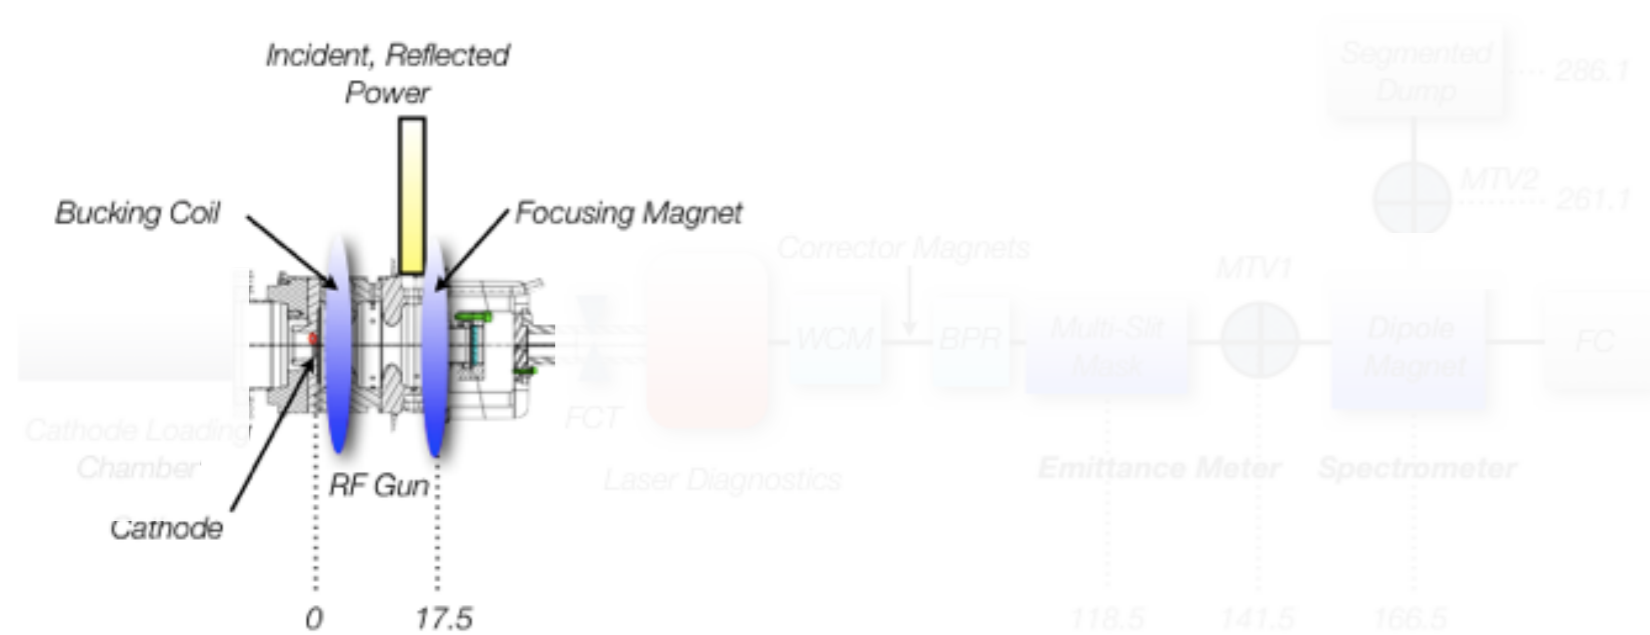 Incident, Reflected
Power
Segmented
Dump
286.1
MTV2
261.1
Bucking Coil
Focusing Magnet
Corrector Magnets
MTV1
WCM
BPR
Multi-Slit
Mask
Dipole
Magnet
FC
FCT
Cathode Loading
Chamber
Laser Diagnostics
Emittance Meter
Spectrometer
RF Gun
Cathode
0
17.5
118.5
141.5
166.5